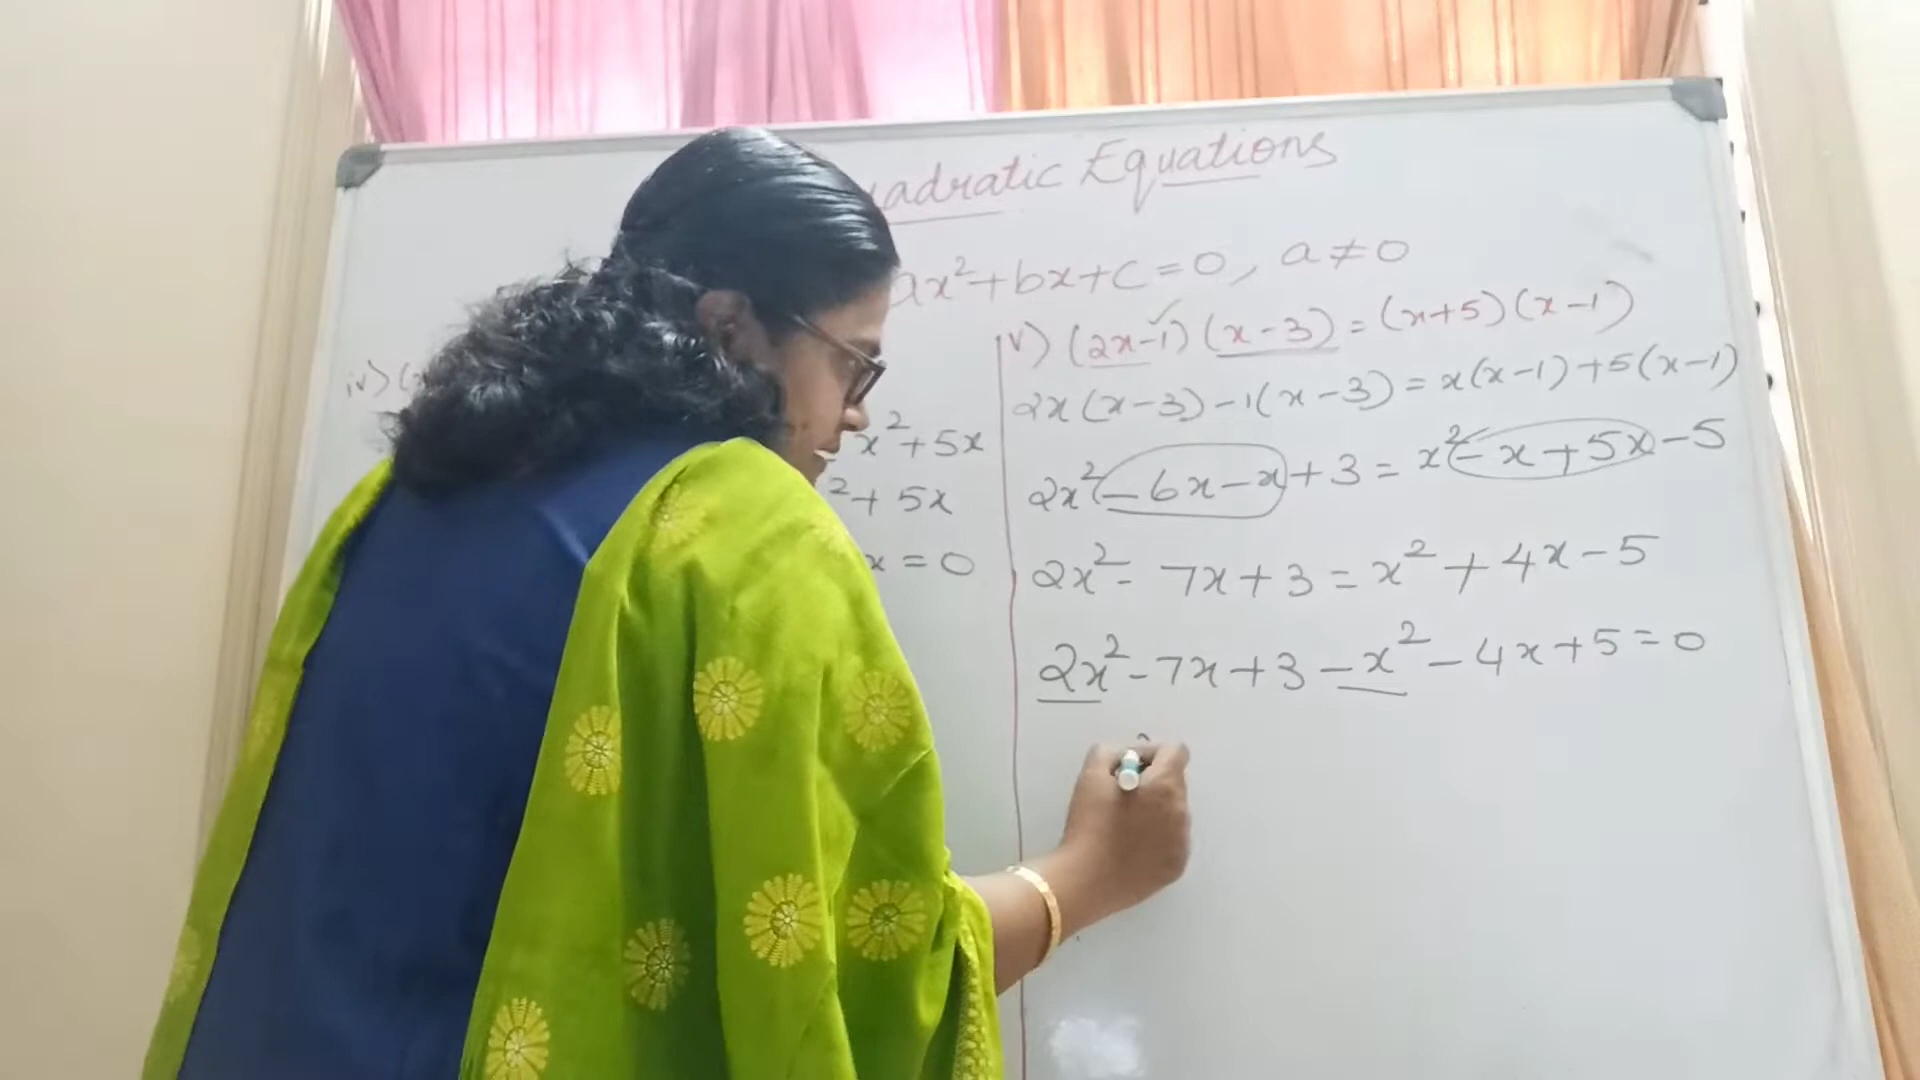 adratic Equations
ax²+bx+c=0, a≠0
iv) (
x²+5x
²+5x
x=0
v) (2x-1)(x-3)=(x+5)(x-1)
2x(x-3)-1(x-3)=x(x-1)+5(x-1)
2x²-6x-x+3=x²-x+5x-5
2x²-7x+3=x²+4x-5
2x²-7x+3-x²-4x+5=0